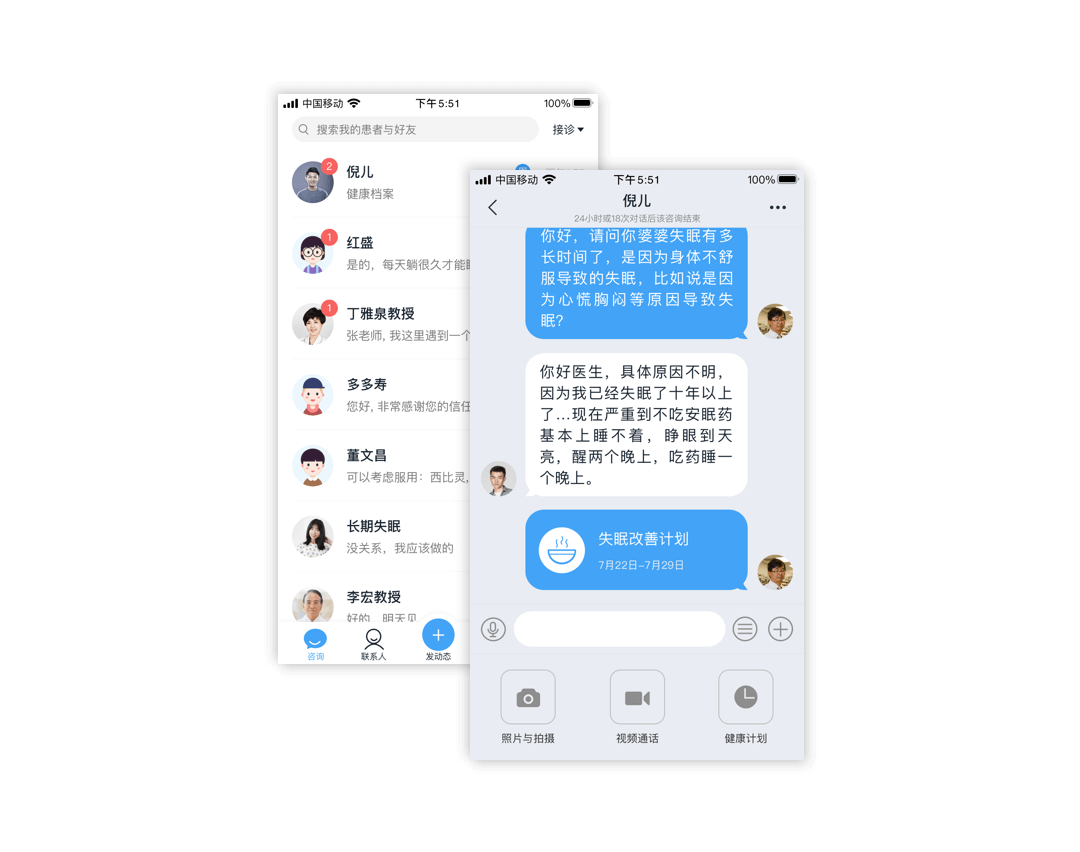 中国移动
下午5:51
100%
搜索我的患者与好友
接诊
2
倪儿
健康档案
1
红盛
是的，每天躺很久才能
1
丁雅泉教授
张老师, 我这里遇到一个
多多寿
您好, 非常感谢您的信任
董文昌
可以考虑服用：西比灵,
长期失眠
没关系，我应该做的
李宏教授
好的，明天见
咨询
联系人
发动态
中国移动
下午5:51
100%
倪儿
24小时或18次对话后该咨询结束
你好，请问你婆婆失眠有多
长时间了，是因为身体不舒
服导致的失眠，比如说是因
为心慌胸闷等原因导致失
眠?
你好医生，具体原因不明，
因为我已经失眠了十年以上
了...现在严重到不吃安眠药
基本上睡不着，睁眼到天
亮，醒两个晚上，吃药睡一
个晚上。
失眠改善计划
7月22日-7月29日
照片与拍摄
视频通话
健康计划